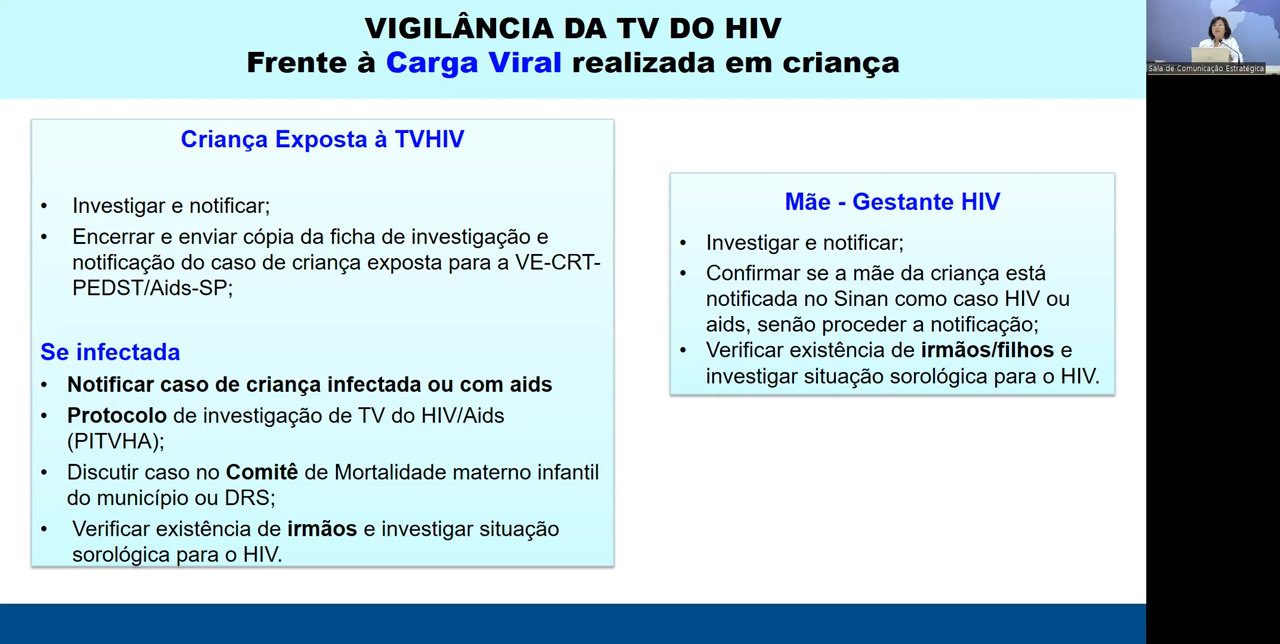 VIGILÂNCIA DA TV DO HIV
Frente à Carga Viral realizada em criança
Sala de Comunicação Estratégica
Criança Exposta à TVHIV
• Investigar e notificar;
• Encerrar e enviar cópia da ficha de investigação e
notificação do caso de criança exposta para a VE-CRT-
PEDST/Aids-SP;
Se infectada
• Notificar caso de criança infectada ou com aids
• Protocolo de investigação de TV do HIV/Aids
(PITVHA);
• Discutir caso no Comitê de Mortalidade materno infantil
do município ou DRS;
• Verificar existência de irmãos e investigar situação
sorológica para o HIV.
Mãe - Gestante HIV
• Investigar e notificar;
• Confirmar se a mãe da criança está
notificada no Sinan como caso HIV ou
aids, senão proceder a notificação;
• Verificar existência de irmãos/filhos e
investigar situação sorológica para o HIV.